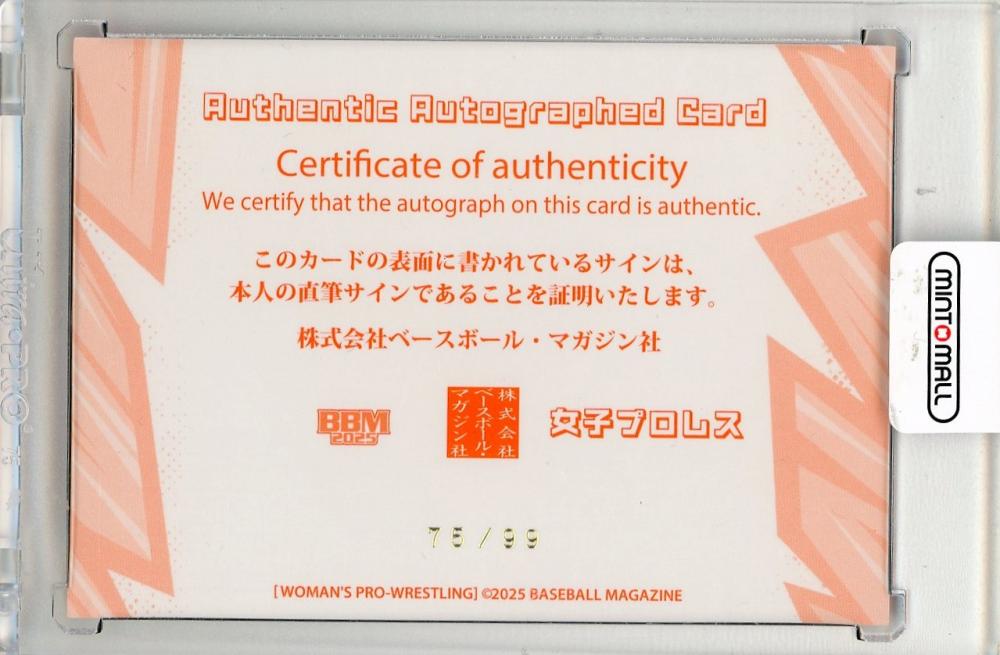 Authentic Autographed Card
Certificate of authenticity
We certify that the autograph on this card is authentic.
このカードの表面に書かれているサインは、
本人の直筆サインであることを証明いたします。
株式会社ベースボール・マガジン社
BBM
2025
株式会社
ベースボール・
マガジン社
女子プロレス
75/99
[WOMAN'S PRO-WRESTLING] ©2025 BASEBALL MAGAZINE
MINT MALL
Ultra·PRO